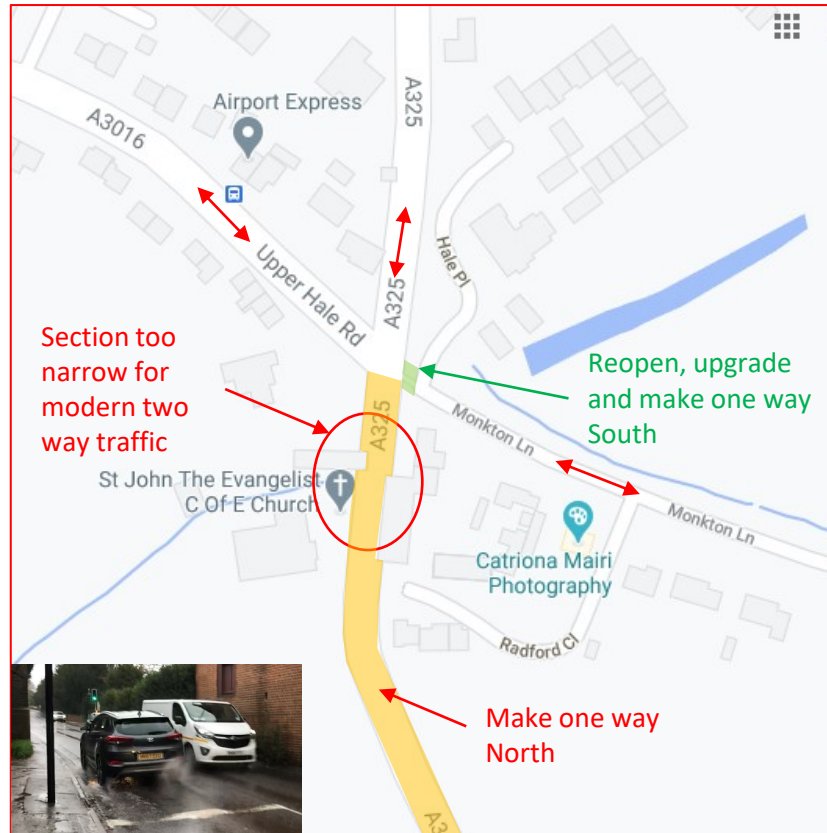 Airport Express
A325
A3016
Hale Pl
A325
Upper Hale Rd
Section too
narrow for
modern two
way traffic
Reopen, upgrade
and make one way
South
A325
Monkton Ln
St John The Evangelist
C Of E Church
Monkton Ln
Catriona Mairi
Photography
Radford Cl
Make one way
North